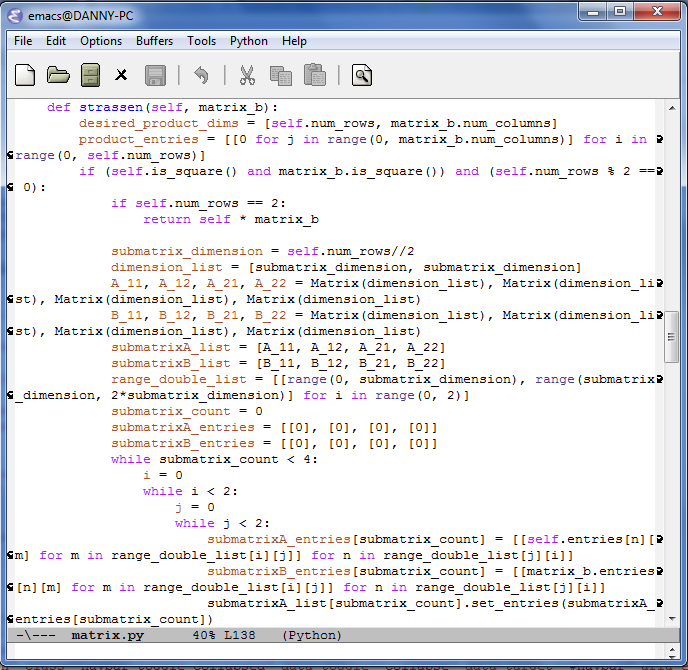 emacs@DANNY-PC
File Edit Options Buffers Tools Python Help
    def strassen(self, matrix_b):
        desired_product_dims = [self.num_rows, matrix_b.num_columns]
        product_entries = [[0 for j in range(0, matrix_b.num_columns)] for i in
range(0, self.num_rows)]
        if (self.is_square() and matrix_b.is_square()) and (self.num_rows % 2 ==
 0):
            if self.num_rows == 2:
                return self * matrix_b
            submatrix_dimension = self.num_rows//2
            dimension_list = [submatrix_dimension, submatrix_dimension]
            A_11, A_12, A_21, A_22 = Matrix(dimension_list), Matrix(dimension_li
st), Matrix(dimension_list), Matrix(dimension_list)
            B_11, B_12, B_21, B_22 = Matrix(dimension_list), Matrix(dimension_li
st), Matrix(dimension_list), Matrix(dimension_list)
            submatrixA_list = [A_11, A_12, A_21, A_22]
            submatrixB_list = [B_11, B_12, B_21, B_22]
            range_double_list = [[range(0, submatrix_dimension), range(submatrix
_dimension, 2*submatrix_dimension)] for i in range(0, 2)]
            submatrix_count = 0
            submatrixA_entries = [[0], [0], [0], [0]]
            submatrixB_entries = [[0], [0], [0], [0]]
            while submatrix_count < 4:
                i = 0
                while i < 2:
                    j = 0
                    while j < 2:
                        submatrixA_entries[submatrix_count] = [[self.entries[n][
m] for m in range_double_list[i][j]] for n in range_double_list[j][i]]
                        submatrixB_entries[submatrix_count] = [[matrix_b.entries
[n][m] for m in range_double_list[i][j]] for n in range_double_list[j][i]]
                        submatrixA_list[submatrix_count].set_entries(submatrixA_
entries[submatrix_count])
-\--- matrix.py 40% L138 (Python)